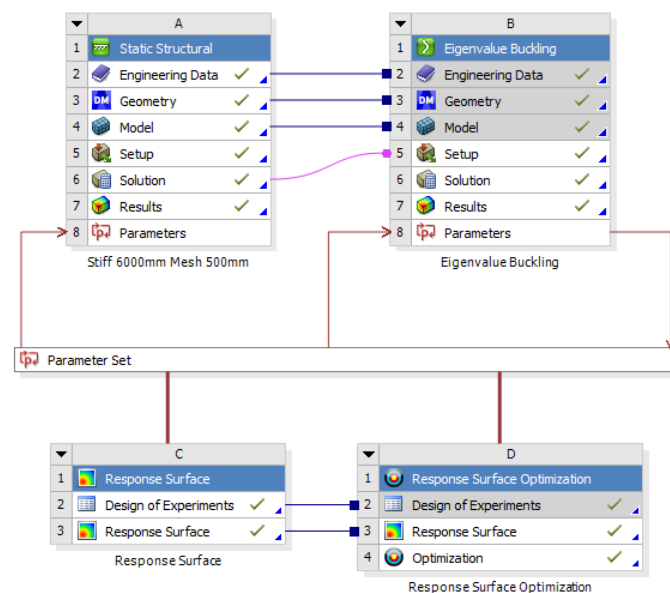 A
1 Static Structural
2 Engineering Data
3 DM Geometry
4 Model
5 Setup
6 Solution
7 Results
8 Parameters
Stiff 6000mm Mesh 500mm
B
1 Eigenvalue Buckling
2 Engineering Data
3 DM Geometry
4 Model
5 Setup
6 Solution
7 Results
8 Parameters
Eigenvalue Buckling
Parameter Set
C
1 Response Surface
2 Design of Experiments
3 Response Surface
Response Surface
D
1 Response Surface Optimization
2 Design of Experiments
3 Response Surface
4 Optimization
Response Surface Optimization